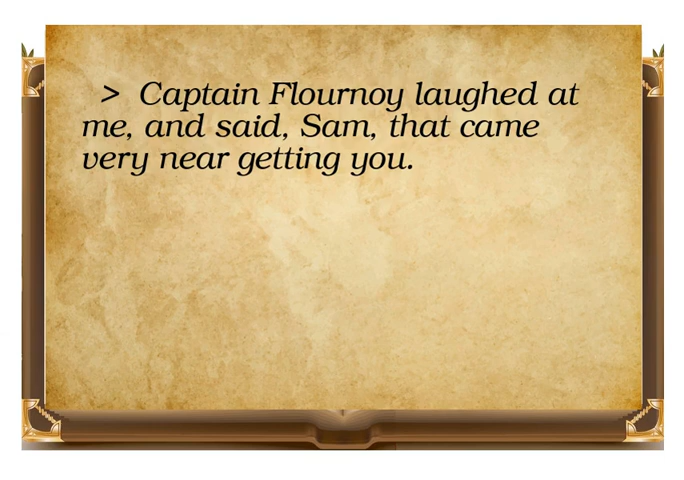 > Captain Flournoy laughed at
me, and said, Sam, that came
very near getting you.